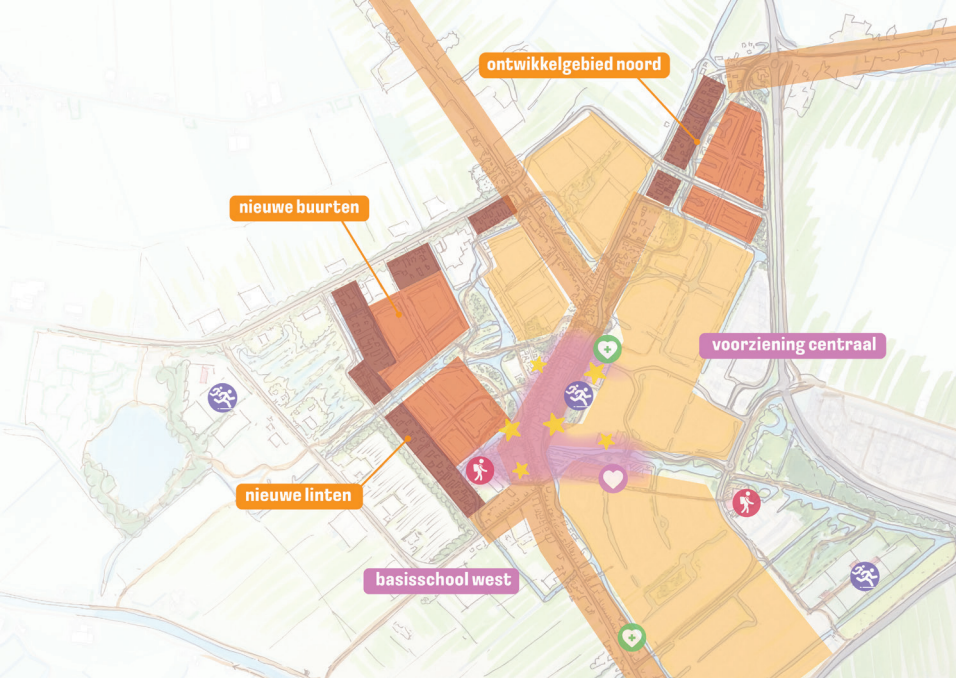 ontwikkelgebied noord
nieuwe buurten
voorziening centraal
nieuwe linten
basisschool west